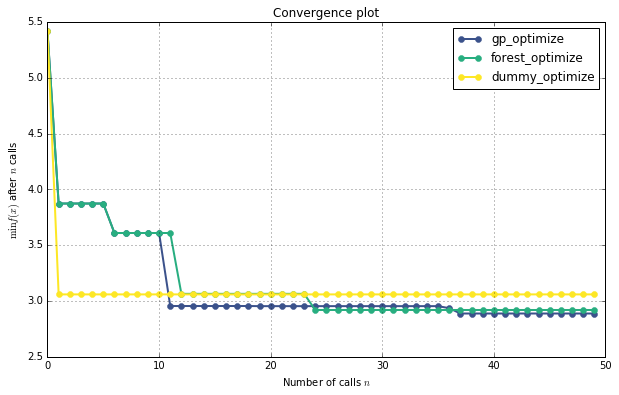 Convergence plot
gp_optimize
forest_optimize
dummy_optimize
5.5
5.0
4.5
4.0
3.5
3.0
2.5
min f(x) after n calls
0 10 20 30 40 50
Number of calls n